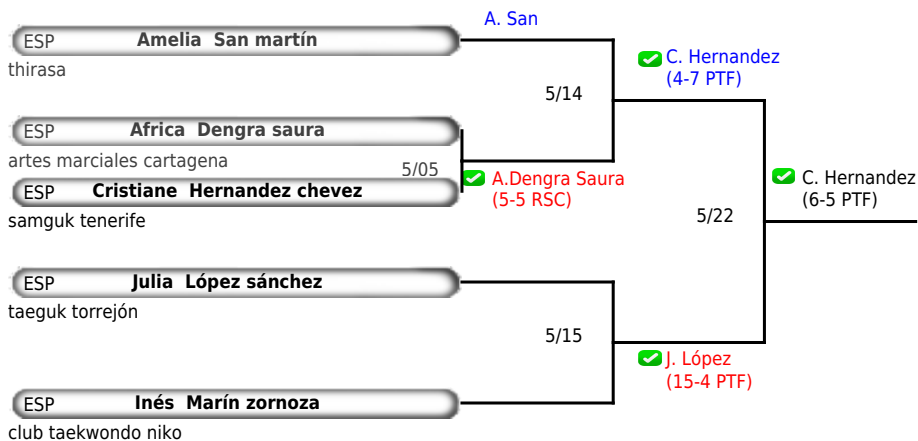 A. San
ESP Amelia San martín
thirasa
C. Hernandez
(4-7 PTF)
5/14
ESP Africa Dengra saura
artes marciales cartagena
5/05
A.Dengra Saura
(5-5 RSC)
ESP Cristiane Hernandez chevez
samguk tenerife
C. Hernandez
(6-5 PTF)
5/22
ESP Julia López sánchez
taeguk torrejón
5/15
J. López
(15-4 PTF)
ESP Inés Marín zornoza
club taekwondo niko